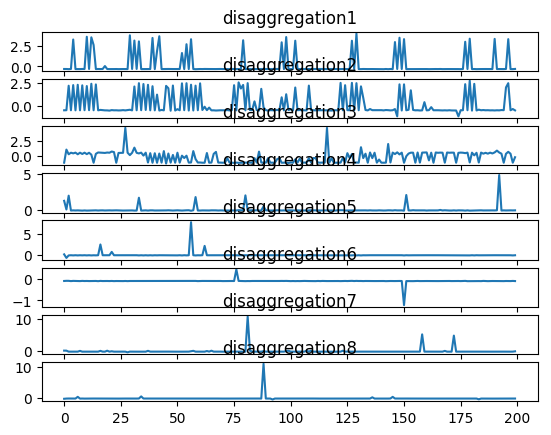 disaggregation1
2.5
0.0
disaggregation2
2.5
0.0
disaggregation3
2.5
0.0
disaggregation4
5
0
disaggregation5
5
0
disaggregation6
0
−1
disaggregation7
10
0
disaggregation8
10
0
0 25 50 75 100 125 150 175 200